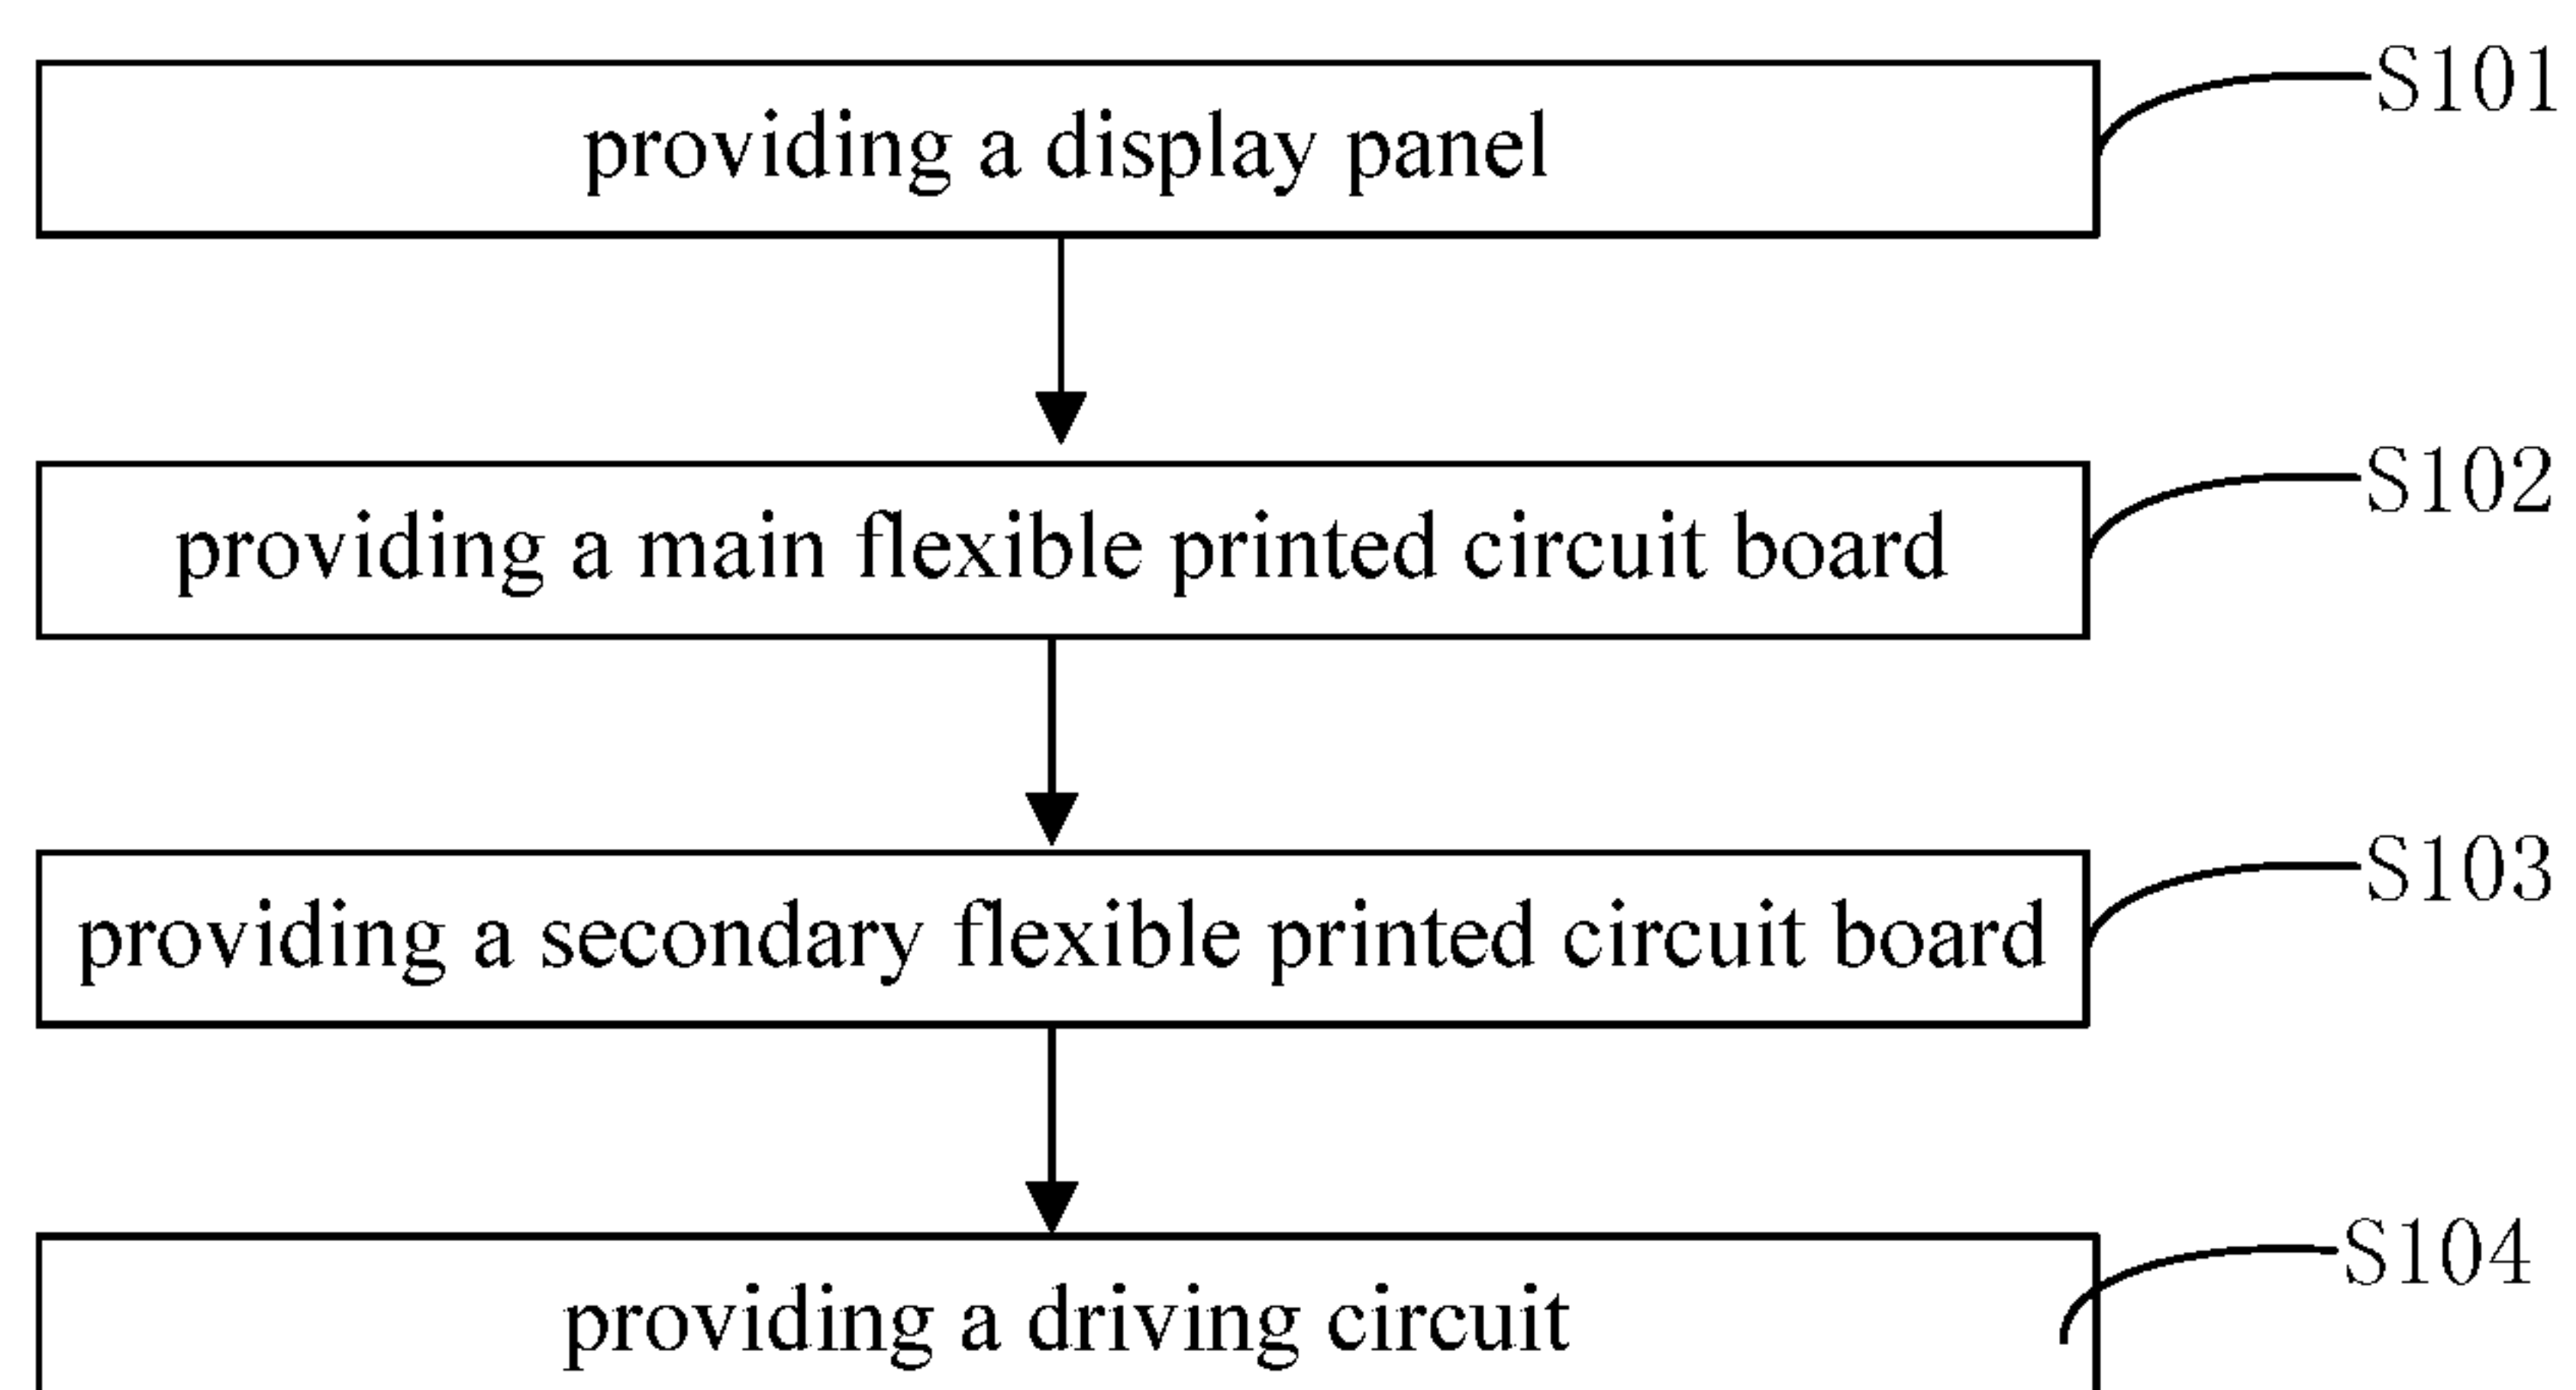 S101
providing a display panel
S102
providing a main flexible printed circuit board
S103
providing a secondary flexible printed circuit board
S104
providing a driving circuit